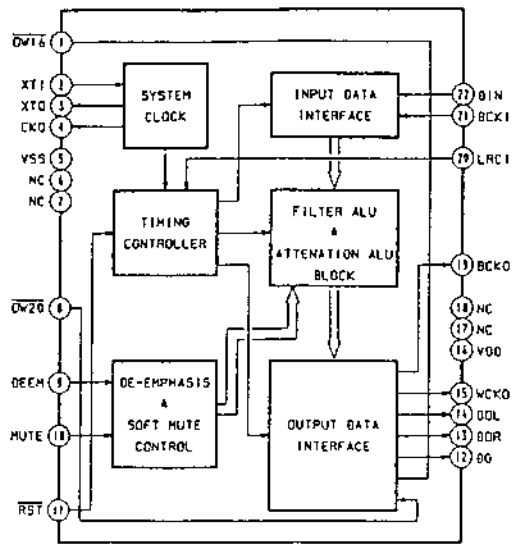 OW16
1
XTI
2
XTO
3
CKO
4
VSS
5
NC
6
NC
7
OW20
8
DEEM
9
MUTE
10
RST
11
SYSTEM
CLOCK
TIMING
CONTROLLER
DE-EMPHASIS
&
SOFT MUTE
CONTROL
INPUT DATA
INTERFACE
FILTER ALU
&
ATTENATION ALU
BLOCK
OUTPUT DATA
INTERFACE
22
DIN
21
BCKI
20
LRCI
19
BCKO
18
NC
17
NC
16
VDD
15
WCKO
14
DOL
13
DOR
12
DG